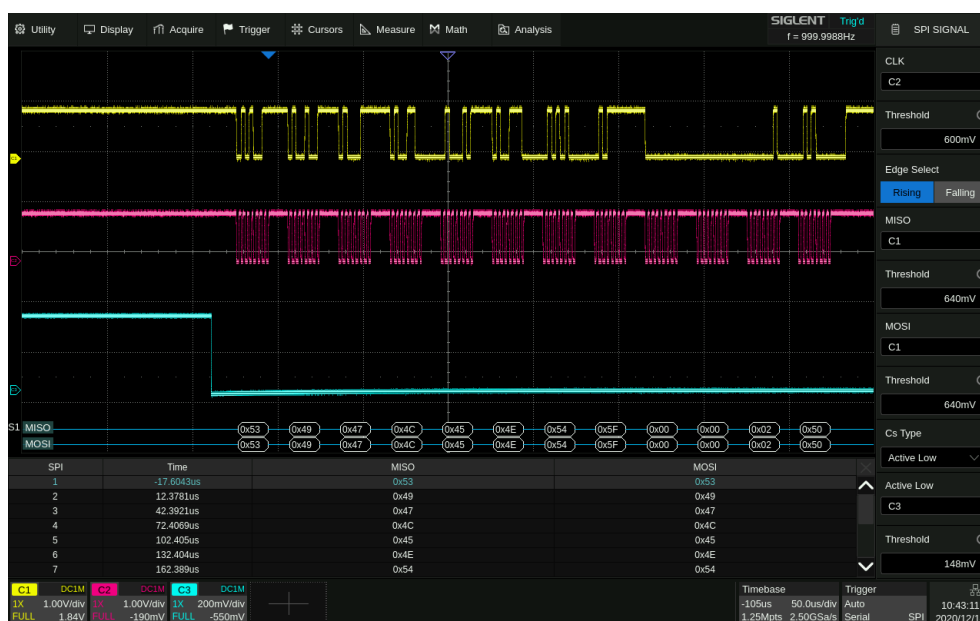 Utility Display Acquire Trigger Cursors Measure Math Analysis SIGLENT Trig'd SPI SIGNAL
f = 999.9988Hz
CLK
C2
Threshold
600mV
Edge Select
Rising Falling
MISO
C1
Threshold
640mV
MOSI
C1
Threshold
640mV
Cs Type
Active Low
Active Low
C3
Threshold
148mV
S1 MISO 0x53 0x49 0x47 0x4C 0x45 0x4E 0x54 0x5F 0x00 0x00 0x02 0x50
MOSI 0x53 0x49 0x47 0x4C 0x45 0x4E 0x54 0x5F 0x00 0x00 0x02 0x50
SPI Time MISO MOSI
1 -17.6043us 0x53 0x53
2 12.3781us 0x49 0x49
3 42.3921us 0x47 0x47
4 72.4069us 0x4C 0x4C
5 102.405us 0x45 0x45
6 132.404us 0x4E 0x4E
7 162.389us 0x54 0x54
C1 DC1M C2 DC1M C3 DC1M Timebase Trigger
1X 1.00V/div 1X 1.00V/div 1X 200mV/div -105us 50.0us/div Auto 10:43:11
FULL 1.84V FULL -190mV FULL -550mV 1.25Mpts 2.50GSa/s Serial SPI 2020/12/1